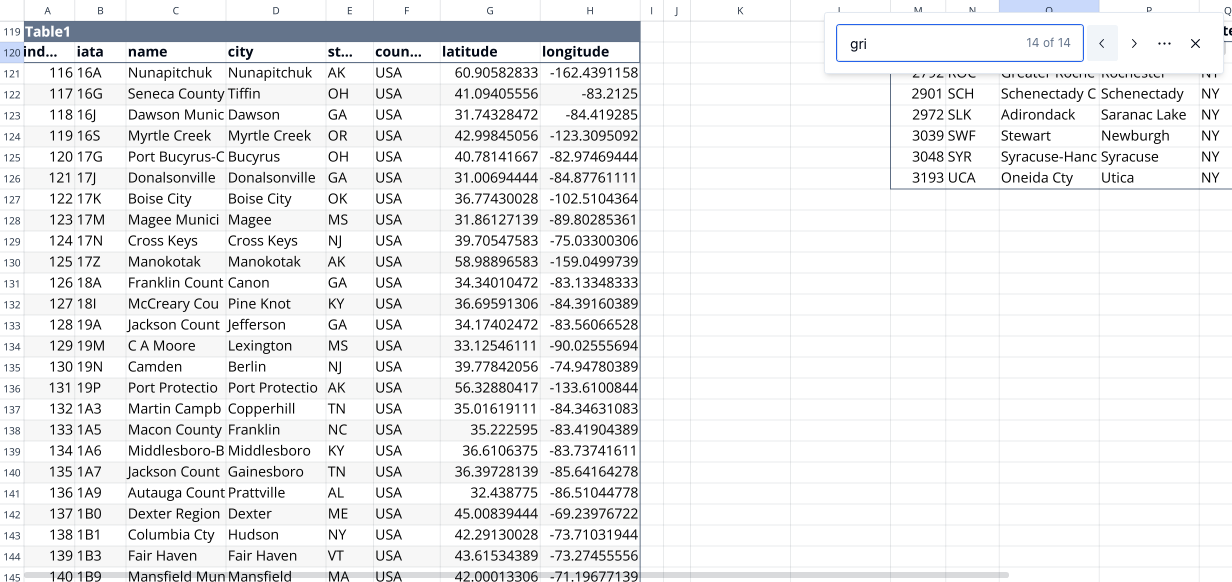 A B C D E F G H I J K L M N O P Q
119 Table1
120 ind... iata name city st... coun... latitude longitude
gri 14 of 14
121 116 16A Nunapitchuk Nunapitchuk AK USA 60.90582833 -162.4391158 2792 ROC Greater Roche Rochester NY
122 117 16G Seneca County Tiffin OH USA 41.09405556 -83.2125 2901 SCH Schenectady C Schenectady NY
123 118 16J Dawson Munic Dawson GA USA 31.74328472 -84.419285 2972 SLK Adirondack Saranac Lake NY
124 119 16S Myrtle Creek Myrtle Creek OR USA 42.99845056 -123.3095092 3039 SWF Stewart Newburgh NY
125 120 17G Port Bucyrus-C Bucyrus OH USA 40.78141667 -82.97469444 3048 SYR Syracuse-Hanc Syracuse NY
126 121 17J Donalsonville Donalsonville GA USA 31.00694444 -84.87761111 3193 UCA Oneida Cty Utica NY
127 122 17K Boise City Boise City OK USA 36.77430028 -102.5104364
128 123 17M Magee Munici Magee MS USA 31.86127139 -89.80285361
129 124 17N Cross Keys Cross Keys NJ USA 39.70547583 -75.03300306
130 125 17Z Manokotak Manokotak AK USA 58.98896583 -159.0499739
131 126 18A Franklin Count Canon GA USA 34.34010472 -83.13348333
132 127 18I McCreary Cou Pine Knot KY USA 36.69591306 -84.39160389
133 128 19A Jackson Count Jefferson GA USA 34.17402472 -83.56066528
134 129 19M C A Moore Lexington MS USA 33.12546111 -90.02555694
135 130 19N Camden Berlin NJ USA 39.77842056 -74.94780389
136 131 19P Port Protectio Port Protectio AK USA 56.32880417 -133.6100844
137 132 1A3 Martin Campb Copperhill TN USA 35.01619111 -84.34631083
138 133 1A5 Macon County Franklin NC USA 35.222595 -83.41904389
139 134 1A6 Middlesboro-B Middlesboro KY USA 36.6106375 -83.73741611
140 135 1A7 Jackson Count Gainesboro TN USA 36.39728139 -85.64164278
141 136 1A9 Autauga Count Prattville AL USA 32.438775 -86.51044778
142 137 1B0 Dexter Region Dexter ME USA 45.00839444 -69.23976722
143 138 1B1 Columbia Cty Hudson NY USA 42.29130028 -73.71031944
144 139 1B3 Fair Haven Fair Haven VT USA 43.61534389 -73.27455556
145 140 1B9 Mansfield Mun Mansfield MA USA 42.00013306 -71.19677139